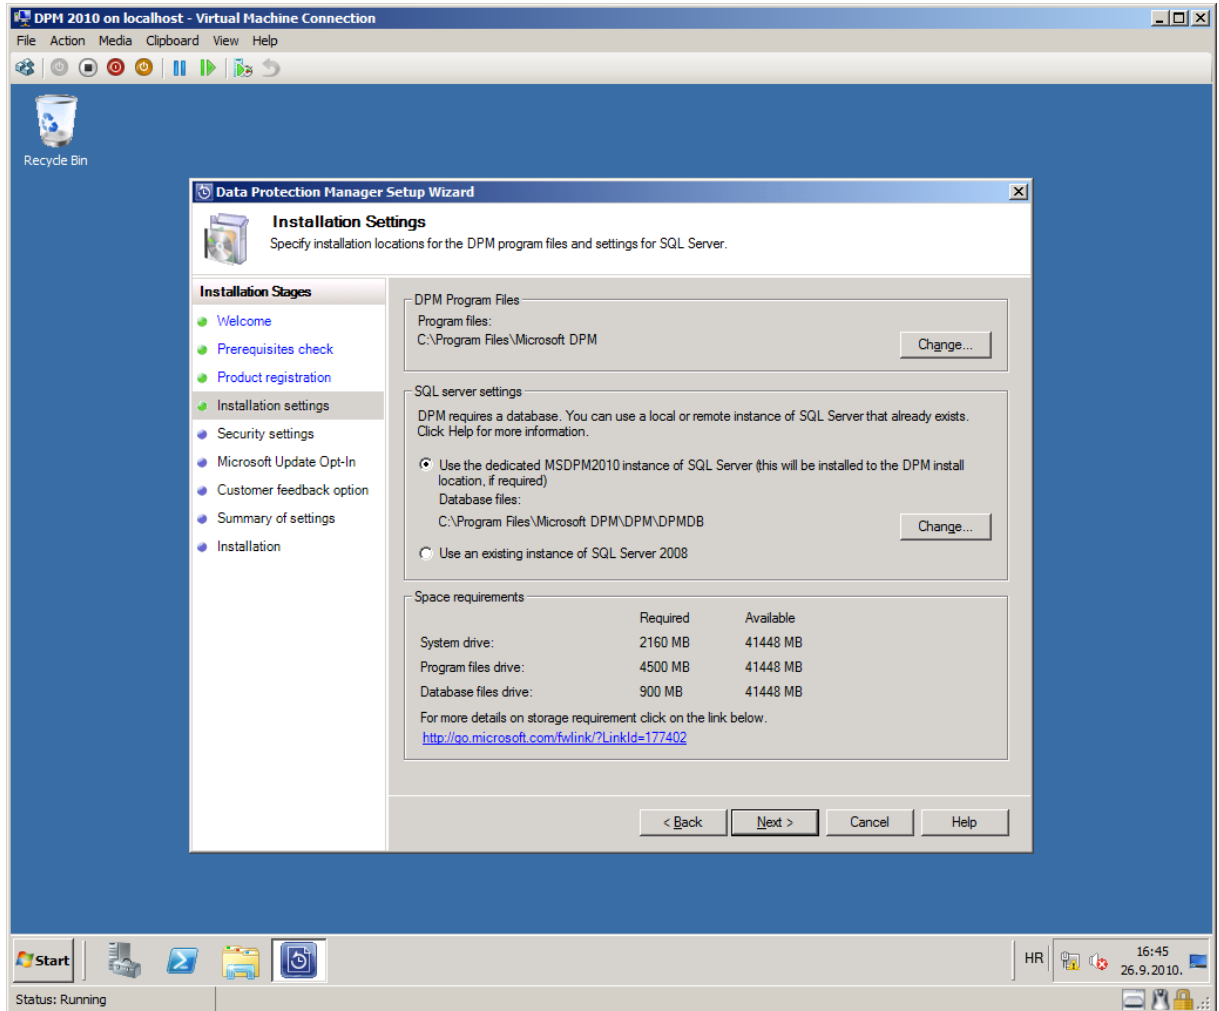 DPM 2010 on localhost - Virtual Machine Connection
File Action Media Clipboard View Help
Recycle Bin
Data Protection Manager Setup Wizard
Installation Settings
Specify installation locations for the DPM program files and settings for SQL Server.
Installation Stages
Welcome
Prerequisites check
Product registration
Installation settings
Security settings
Microsoft Update Opt-In
Customer feedback option
Summary of settings
Installation
DPM Program Files
Program files:
C:\Program Files\Microsoft DPM
Change...
SQL server settings
DPM requires a database. You can use a local or remote instance of SQL Server that already exists.
Click Help for more information.
Use the dedicated MSDPM2010 instance of SQL Server (this will be installed to the DPM install
location, if required)
Database files:
C:\Program Files\Microsoft DPM\DPM\DPMDB
Change...
Use an existing instance of SQL Server 2008
Space requirements
Required Available
System drive: 2160 MB 41448 MB
Program files drive: 4500 MB 41448 MB
Database files drive: 900 MB 41448 MB
For more details on storage requirement click on the link below.
http://go.microsoft.com/fwlink/?LinkId=177402
< Back Next > Cancel Help
Start HR 16:45
26.9.2010.
Status: Running